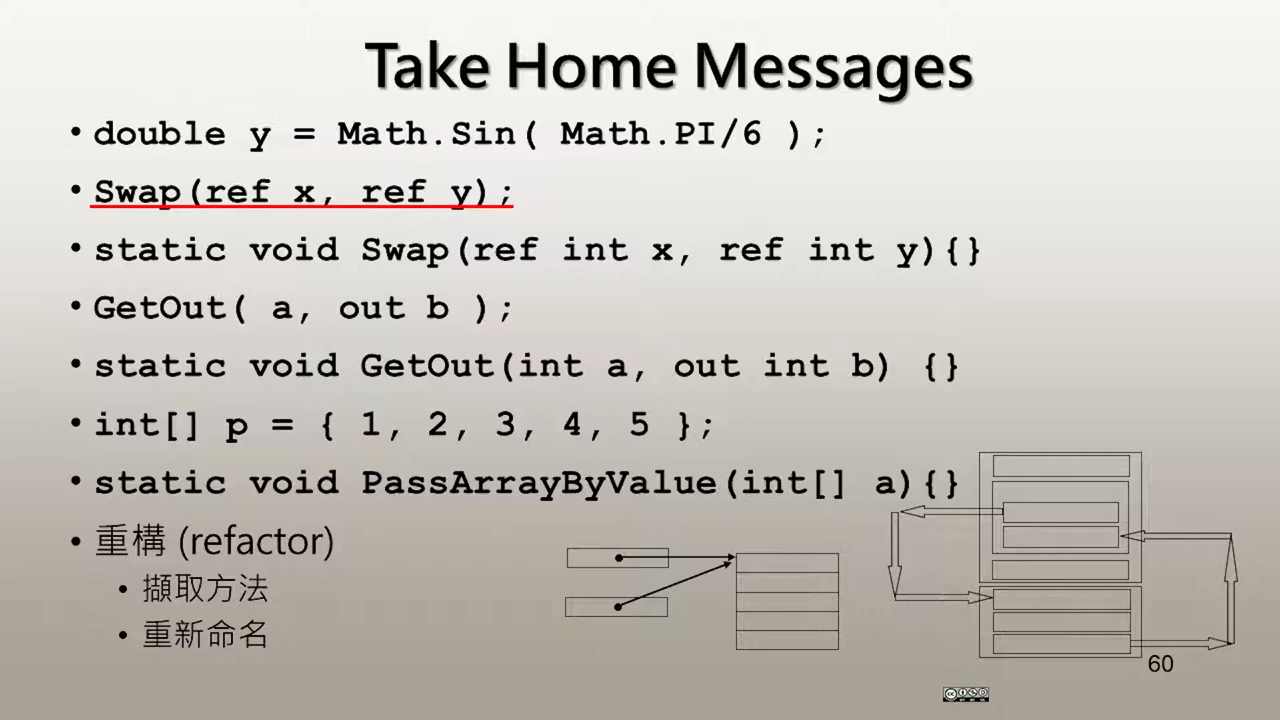 Take Home Messages
• double y = Math.Sin( Math.PI/6 );
• Swap(ref x, ref y);
• static void Swap(ref int x, ref int y){}
• GetOut( a, out b );
• static void GetOut(int a, out int b) {}
• int[] p = { 1, 2, 3, 4, 5 };
• static void PassArrayByValue(int[] a){}
• 重構 (refactor)
• 擷取方法
• 重新命名
60